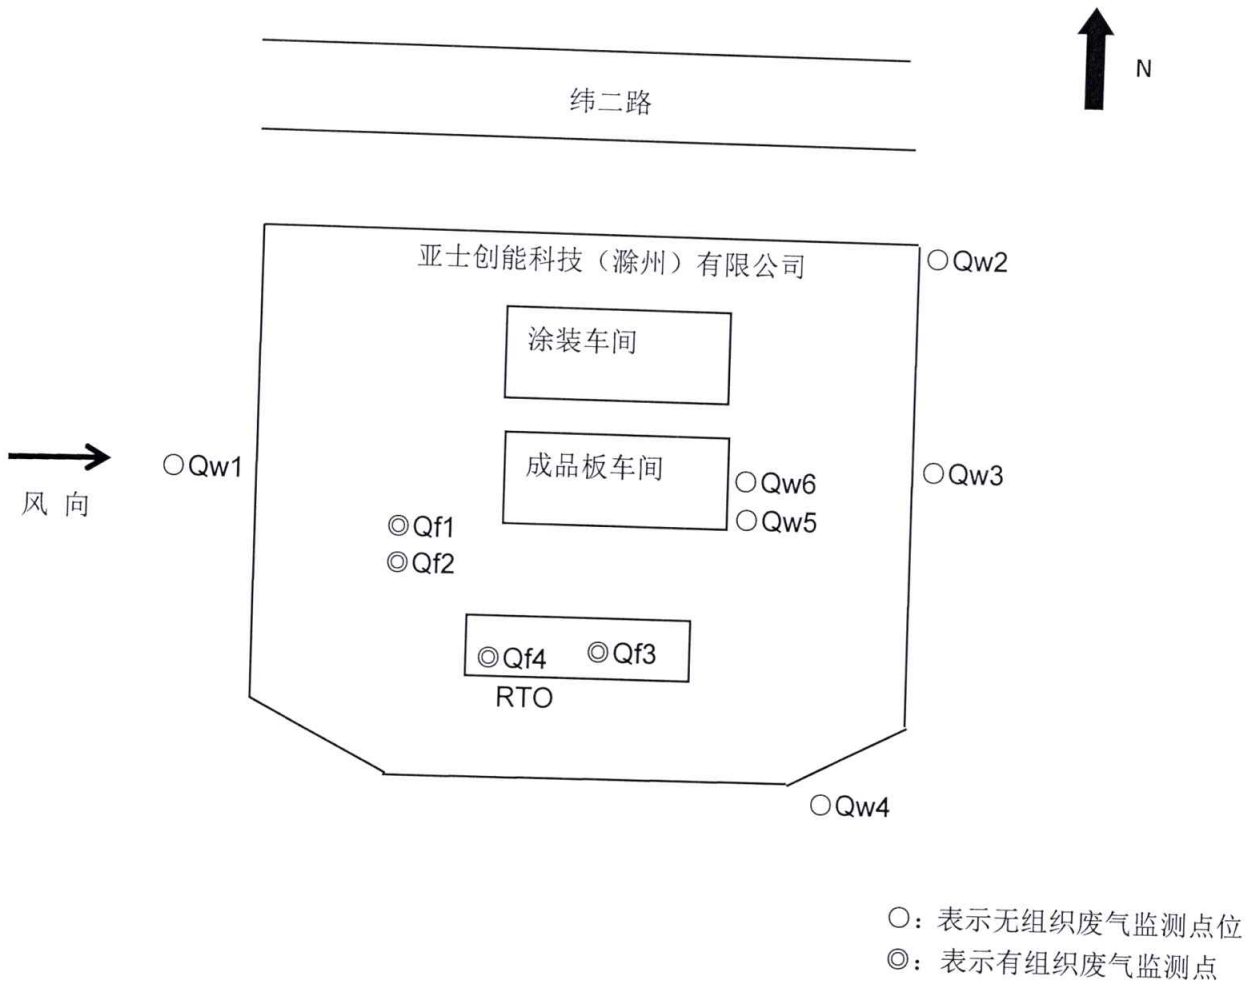 N
纬二路
亚士创能科技（滁州）有限公司
Qw2
涂装车间
成品板车间
Qw1
风 向
Qw6
Qw3
Qw5
Qf1
Qf2
Qf4
Qf3
RTO
Qw4
○：表示无组织废气监测点位
◎：表示有组织废气监测点